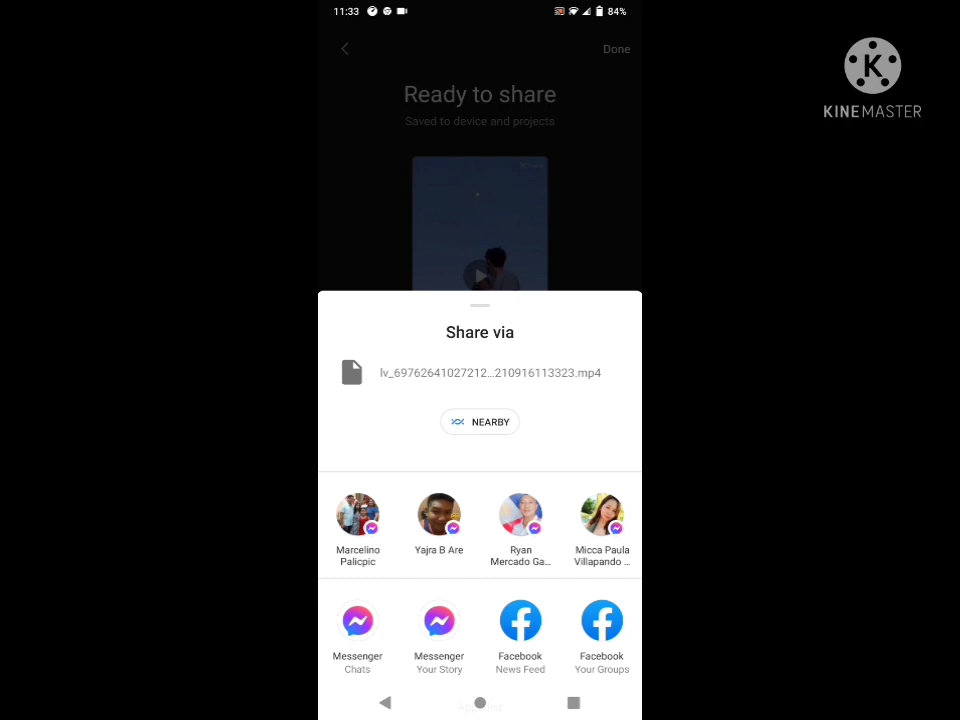 11:33
84%
Done
Ready to share
Saved to device and projects
KINEMASTER
Share via
lv_69762641027212...210916113323.mp4
NEARBY
Marcelino Palicpic
Yajra B Are
Ryan Mercado Ga...
Micca Paula Villapando ...
Messenger Chats
Messenger Your Story
Facebook News Feed
Facebook Your Groups